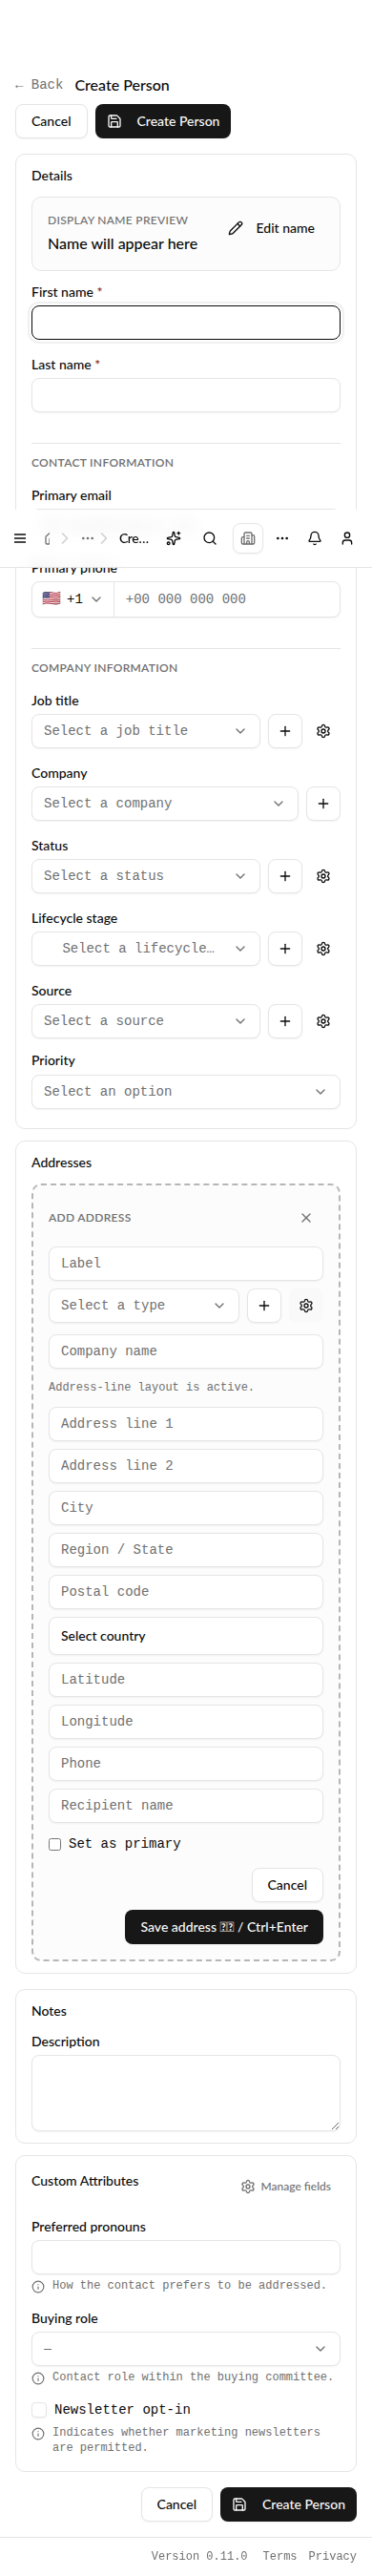 ← Back Create Person
Cancel Create Person
Details
DISPLAY NAME PREVIEW
Name will appear here
Edit name
First name *
Last name *
CONTACT INFORMATION
Primary email
Cre...
Primary phone
+1 +00 000 000 000
COMPANY INFORMATION
Job title
Select a job title
Company
Select a company
Status
Select a status
Lifecycle stage
Select a lifecycle…
Source
Select a source
Priority
Select an option
Addresses
ADD ADDRESS
Label
Select a type
Company name
Address-line layout is active.
Address line 1
Address line 2
City
Region / State
Postal code
Select country
Latitude
Longitude
Phone
Recipient name
Set as primary
Cancel
Save address / Ctrl+Enter
Notes
Description
Custom Attributes
Manage fields
Preferred pronouns
How the contact prefers to be addressed.
Buying role
—
Contact role within the buying committee.
Newsletter opt-in
Indicates whether marketing newsletters
are permitted.
Cancel Create Person
Version 0.11.0 Terms Privacy